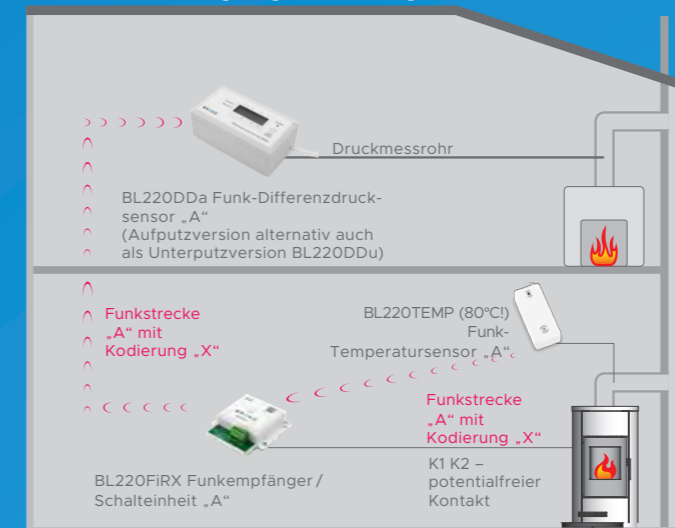 Druckmessrohr
BL220DDa Funk-Differenzdruck-
sensor „A“
(Aufputzversion alternativ auch
als Unterputzversion BL220DDu)
Funkstrecke
„A“ mit
Kodierung „X“
BL220TEMP (80°C!)
Funk-
Temperatursensor „A“
Funkstrecke
„A“ mit
Kodierung „X“
K1 K2 –
potentialfreier
Kontakt
BL220FiRX Funkempfänger /
Schalteinheit „A“